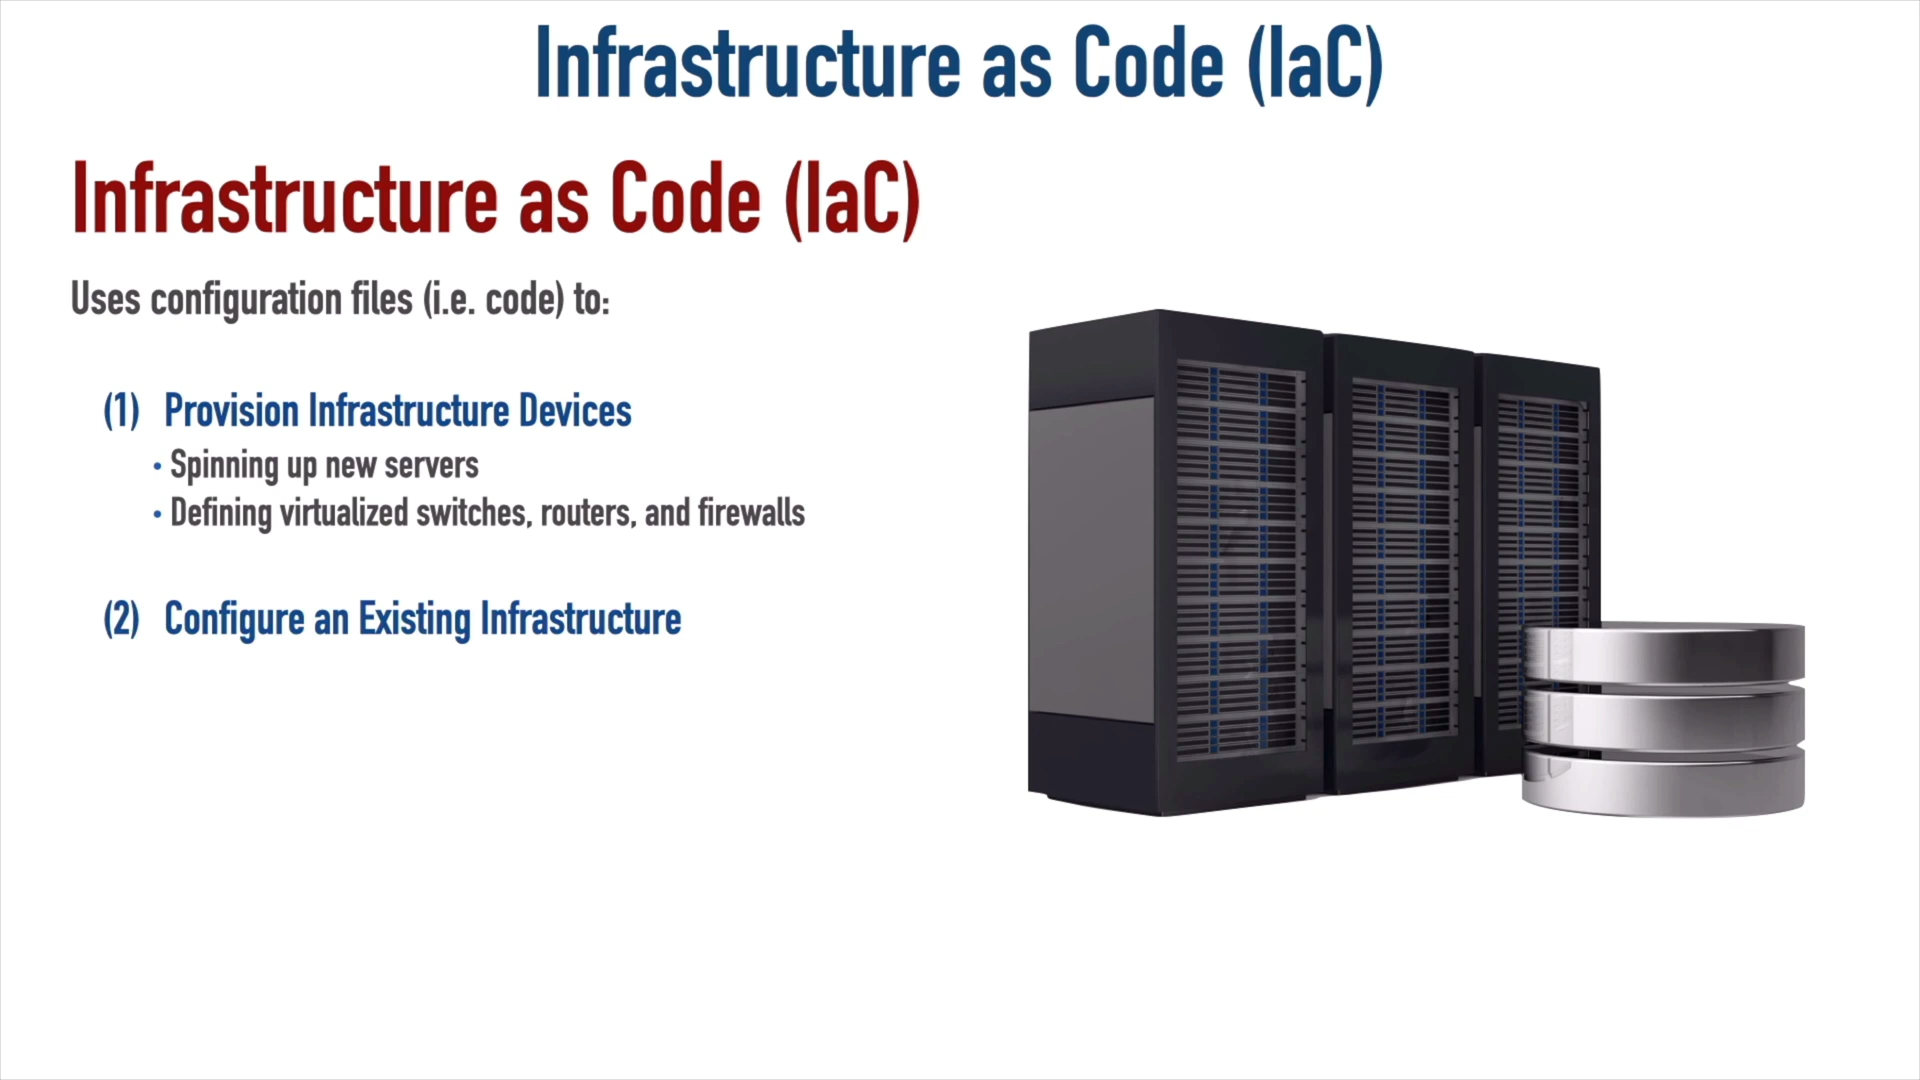 Infrastructure as Code (IaC)
Infrastructure as Code (IaC)
Uses configuration files (i.e. code) to:
(1) Provision Infrastructure Devices
• Spinning up new servers
• Defining virtualized switches, routers, and firewalls
(2) Configure an Existing Infrastructure